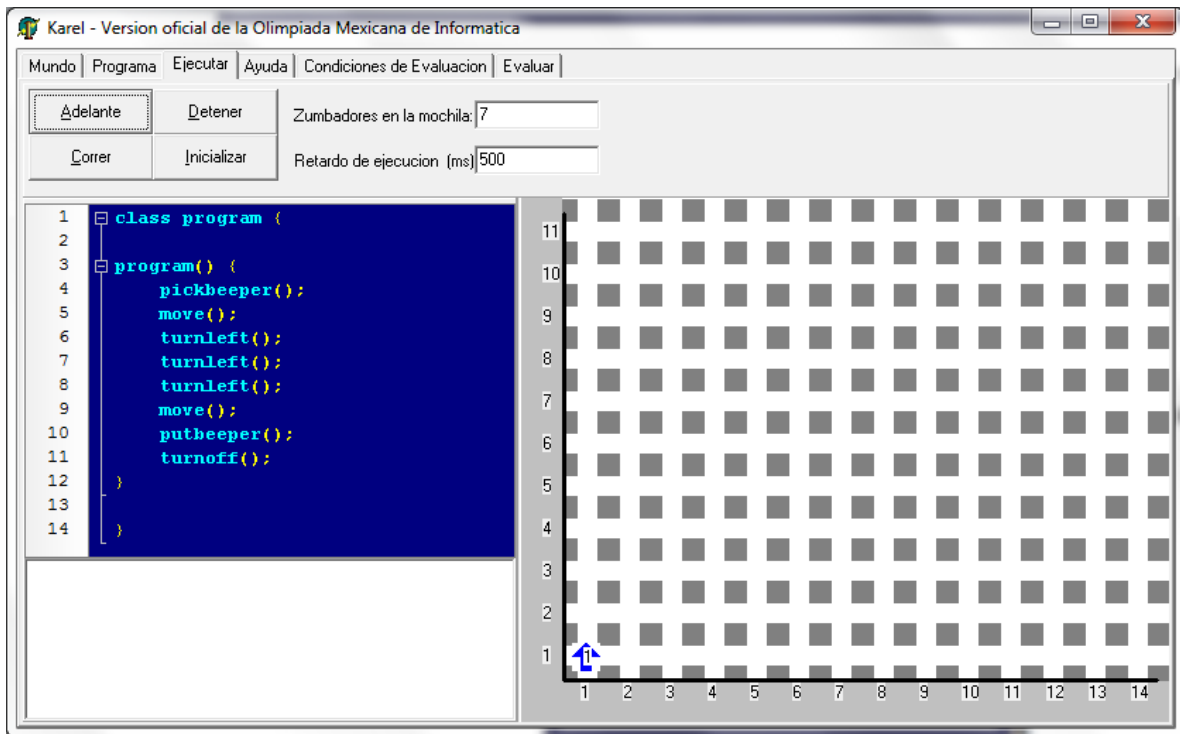 Karel - Version oficial de la Olimpiada Mexicana de Informatica
Mundo Programa Ejecutar Ayuda Condiciones de Evaluacion Evaluar
Adelante Detener Zumbadores en la mochila: 7
Correr Inicializar Retardo de ejecucion (ms) 500
1 class program {
2
3 program() {
4 pickbeeper();
5 move();
6 turnleft();
7 turnleft();
8 turnleft();
9 move();
10 putbeeper();
11 turnoff();
12 }
13
14 }
11
10
9
8
7
6
5
4
3
2
1 1
1 2 3 4 5 6 7 8 9 10 11 12 13 14